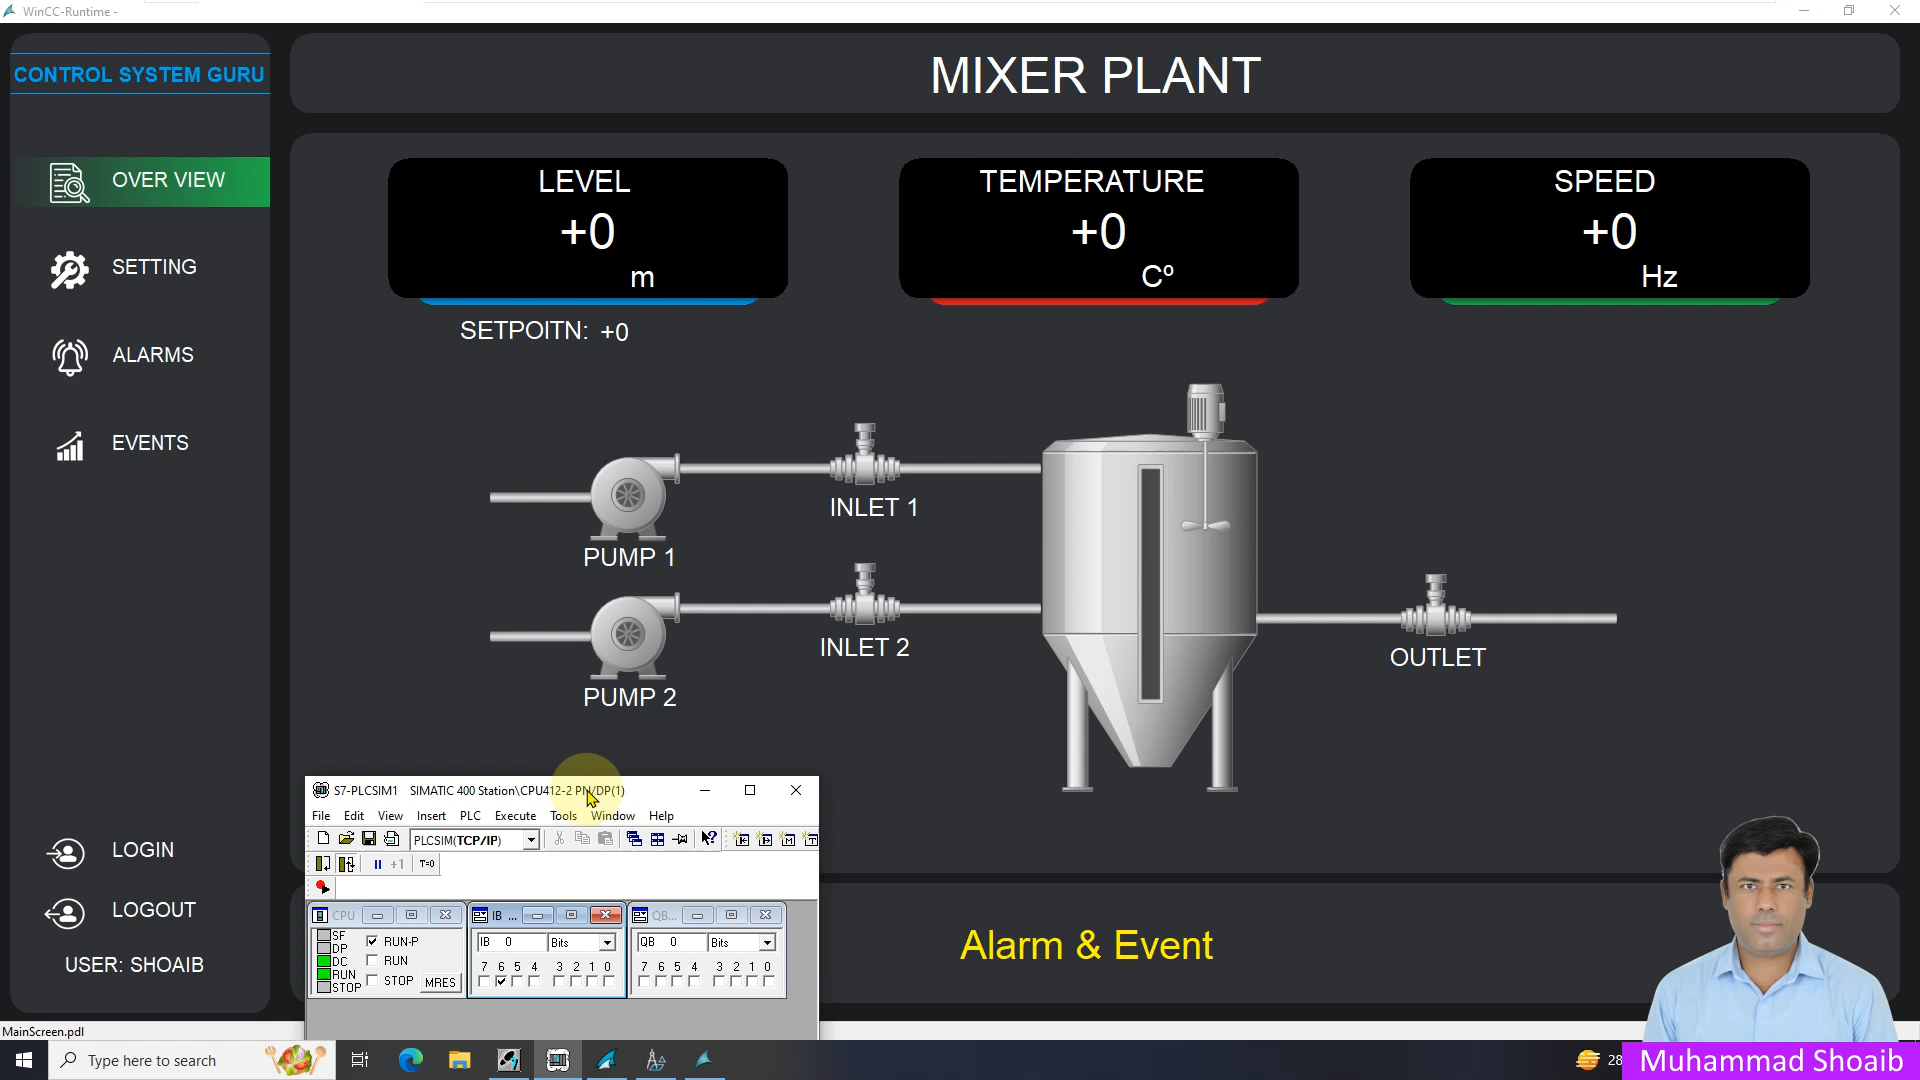 WinCC-Runtime -
CONTROL SYSTEM GURU
OVER VIEW
SETTING
ALARMS
EVENTS
LOGIN
LOGOUT
USER: SHOAIB
MIXER PLANT
LEVEL
+0
m
TEMPERATURE
+0
Cº
SPEED
+0
Hz
SETPOITN: +0
INLET 1
PUMP 1
INLET 2
PUMP 2
OUTLET
S7-PLCSIM1 SIMATIC 400 Station\CPU412-2 PN/DP(1)
File Edit View Insert PLC Execute Tools Window Help
PLCSIM(TCP/IP)
+1 T=0
CPU
SF
DP
DC
RUN
STOP
RUN-P
RUN
STOP
MRES
IB ...
IB 0 Bits
7 6 5 4 3 2 1 0
QB...
QB 0 Bits
7 6 5 4 3 2 1 0
Alarm & Event
MainScreen.pdl
Type here to search
28
Muhammad Shoaib